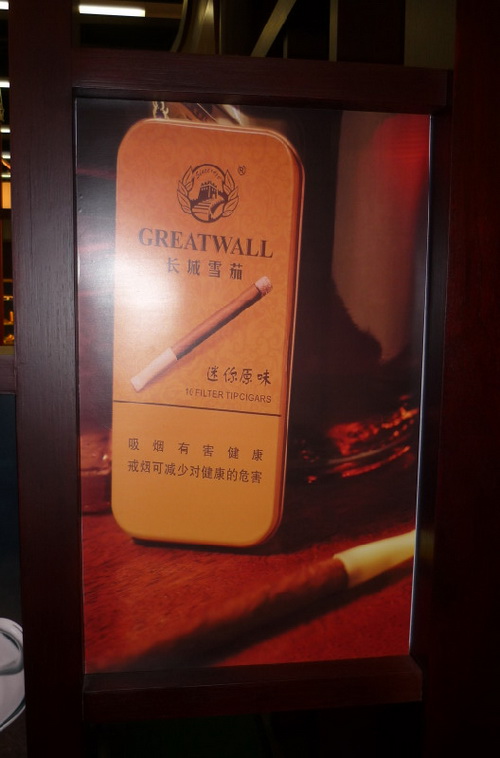 ®
GREATWALL
长城雪茄
迷你原味
10 FILTER TIPCIGARS
吸烟有害健康
戒烟可减少对健康的危害